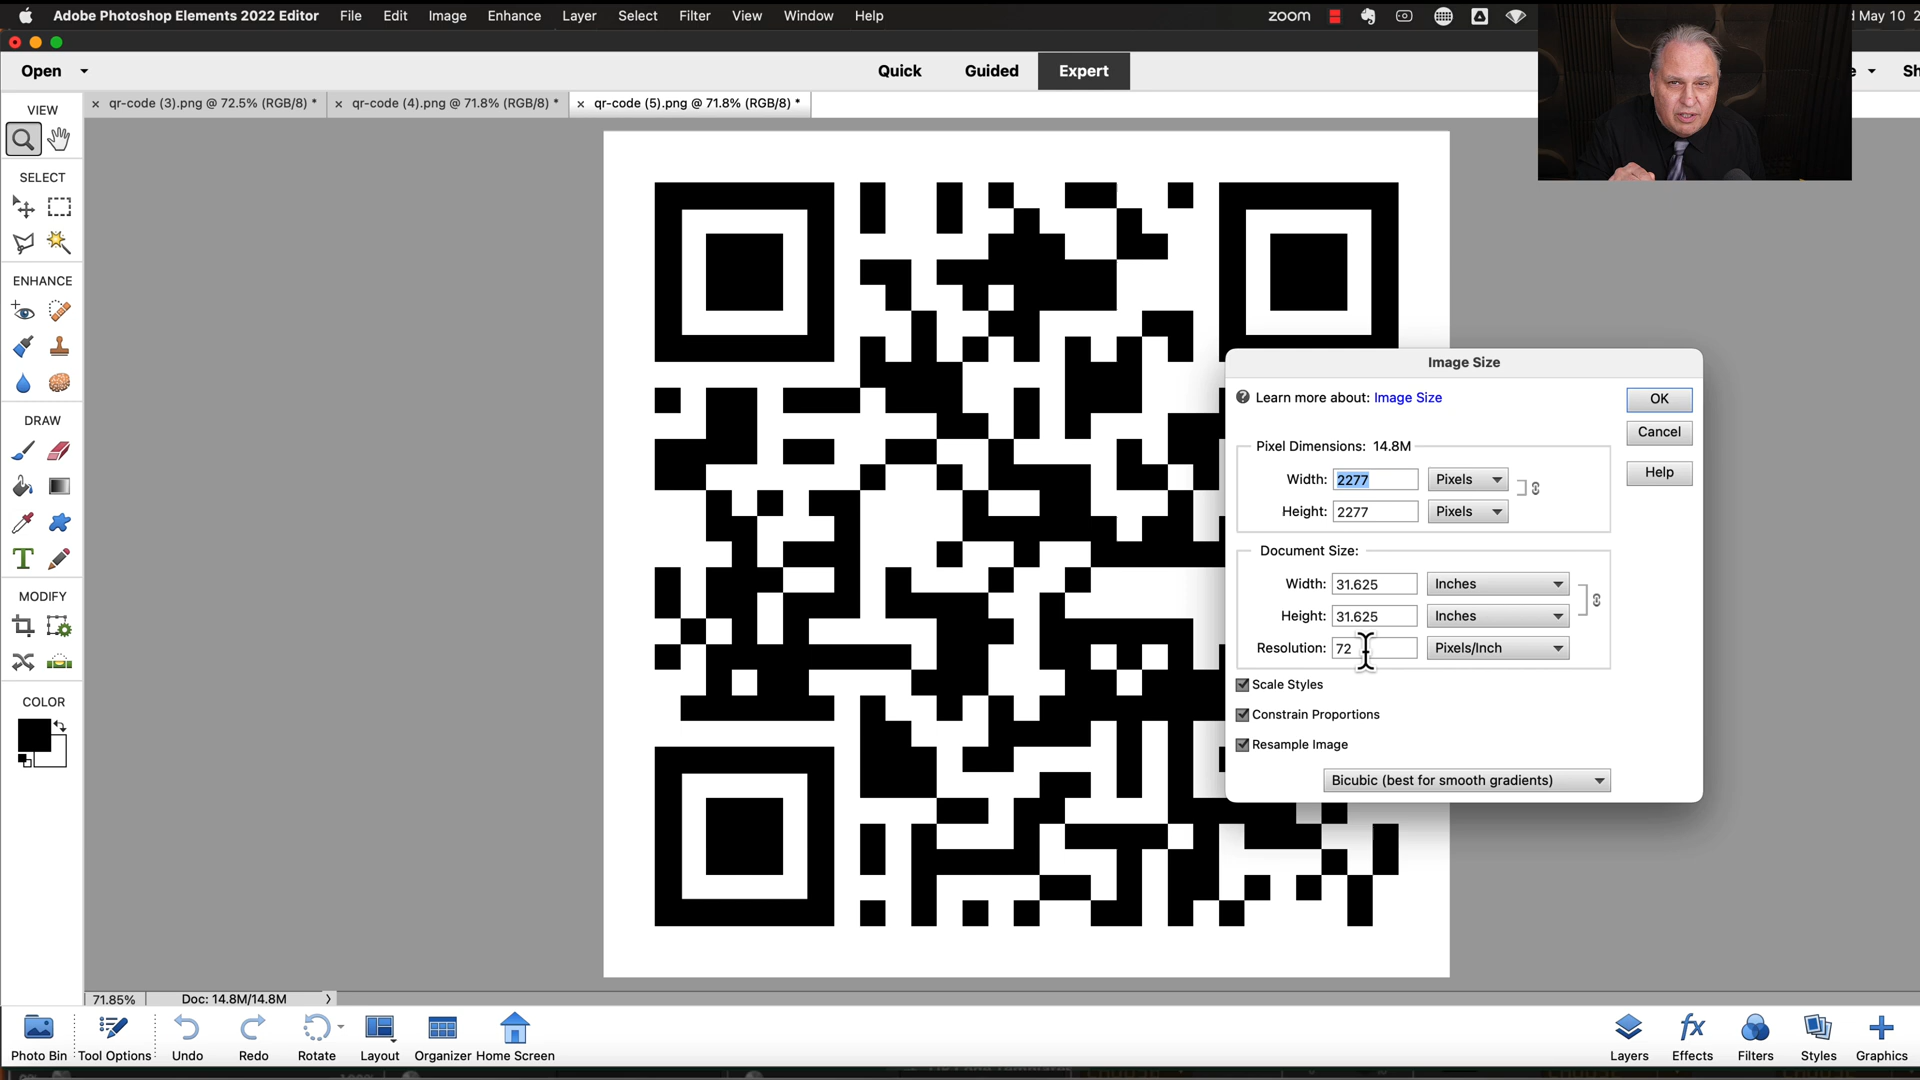 Adobe Photoshop Elements 2022 Editor File Edit Image Enhance Layer Select Filter View Window Help zoom May 10 2
Open Quick Guided Expert
qr-code (3).png @ 72.5% (RGB/8) * qr-code (4).png @ 71.8% (RGB/8) * qr-code (5).png @ 71.8% (RGB/8) *
VIEW
SELECT
ENHANCE
DRAW
MODIFY
COLOR
Image Size
Learn more about: Image Size
OK
Cancel
Help
Pixel Dimensions: 14.8M
Width: 2277 Pixels
Height: 2277 Pixels
Document Size:
Width: 31.625 Inches
Height: 31.625 Inches
Resolution: 72 Pixels/Inch
Scale Styles
Constrain Proportions
Resample Image
Bicubic (best for smooth gradients)
71.85% Doc: 14.8M/14.8M
Photo Bin Tool Options Undo Redo Rotate Layout Organizer Home Screen Layers Effects Filters Styles Graphics